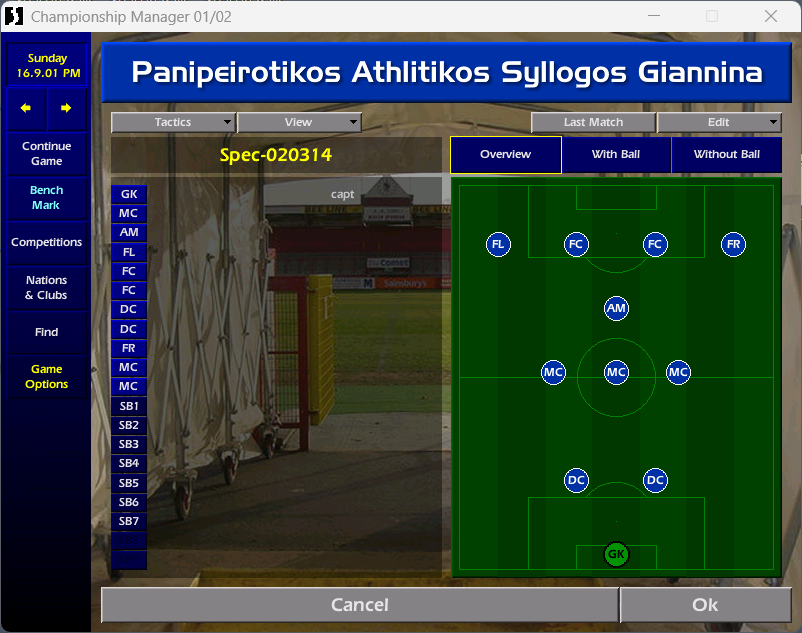 Championship Manager 01/02
Sunday
16.9.01 PM
Continue
Game
Bench
Mark
Competitions
Nations
& Clubs
Find
Game
Options
Panipeirotikos Athlitikos Syllogos Giannina
Tactics
View
Last Match
Edit
Spec-020314
Overview
With Ball
Without Ball
GK
capt
MC
AM
FL
FC
FC
DC
DC
FR
MC
MC
SB1
SB2
SB3
SB4
SB5
SB6
SB7
FL
FC
FC
FR
AM
MC
MC
MC
DC
DC
GK
Comet
Sainsbury's
Cancel
Ok